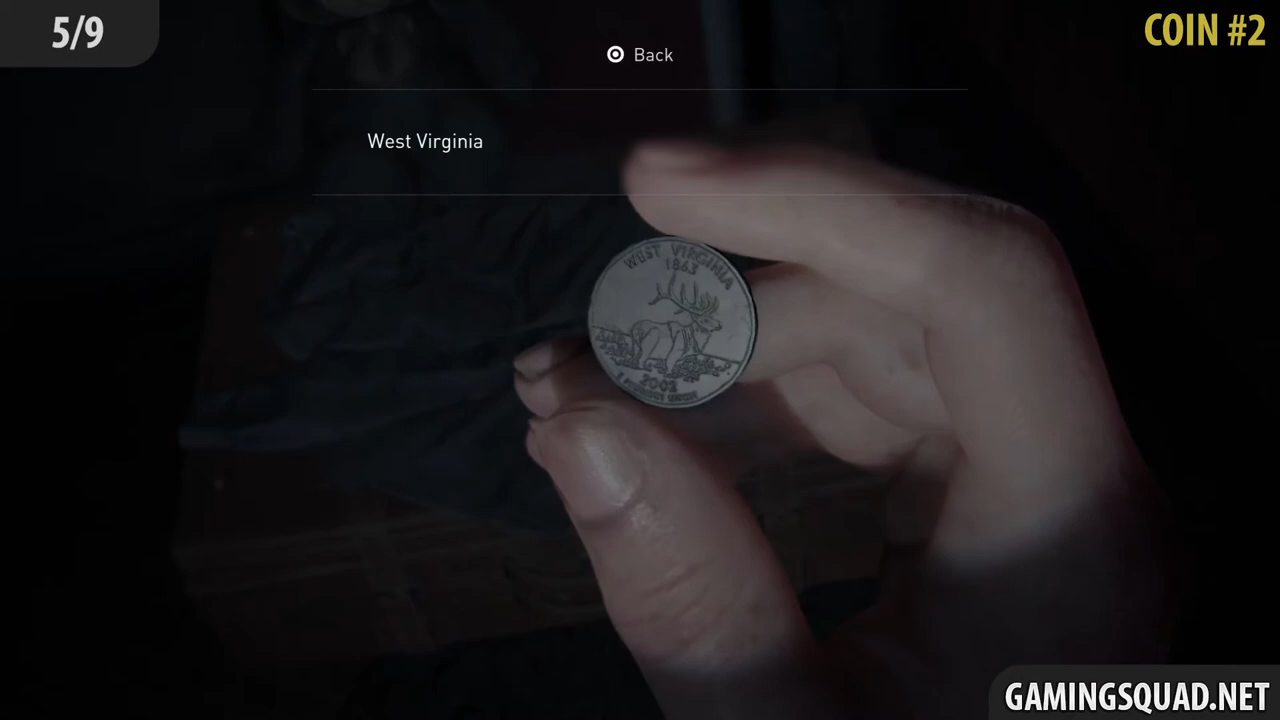 5/9
COIN #2
Back
West Virginia
WEST VIRGINIA
1863
2002
GAMINGSQUAD.NET